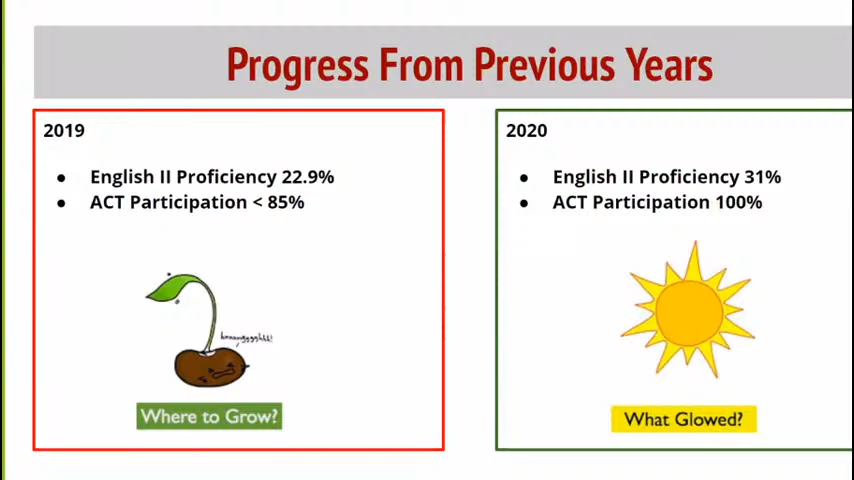 Progress From Previous Years
2019
● English II Proficiency 22.9%
● ACT Participation < 85%
Where to Grow?
2020
● English II Proficiency 31%
● ACT Participation 100%
What Glowed?